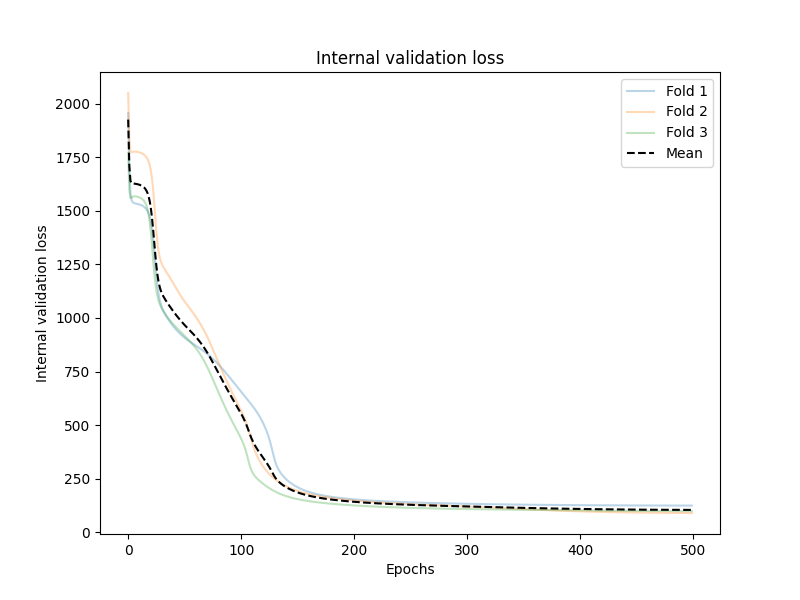 Internal validation loss
Fold 1
Fold 2
Fold 3
Mean
Internal validation loss
2000
1750
1500
1250
1000
750
500
250
0
0 100 200 300 400 500
Epochs